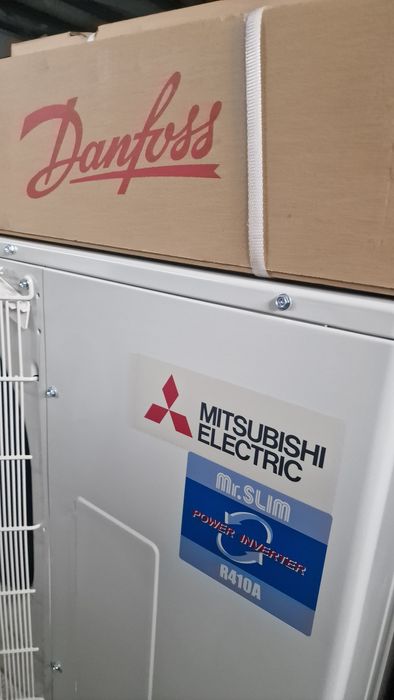 Danfoss
MITSUBISHI
ELECTRIC
Mr.SLIM
POWER INVERTER
R410A